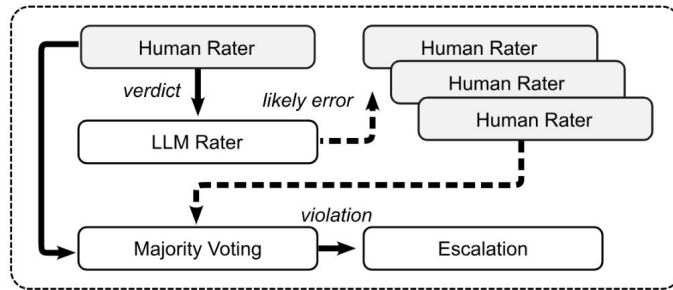 Human Rater
Human Rater
verdict
likely error
Human Rater
Human Rater
LLM Rater
violation
Majority Voting
Escalation